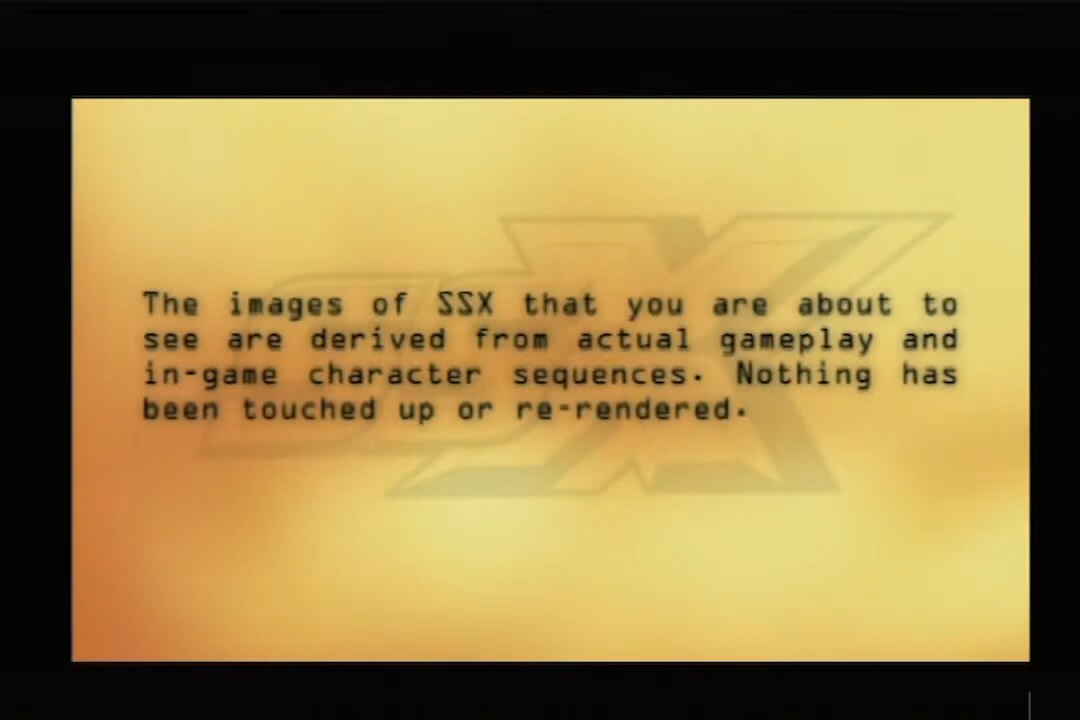 The images of SSX that you are about to
see are derived from actual gameplay and
in-game character sequences. Nothing has
been touched up or re-rendered.
SSX